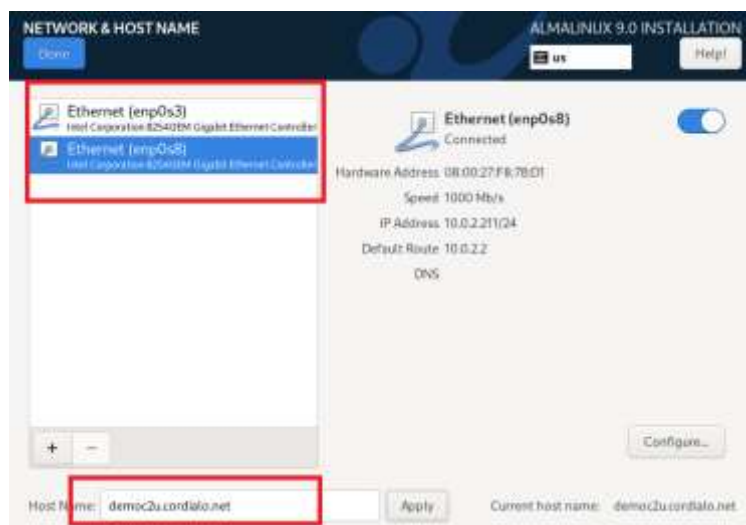 NETWORK & HOST NAME
Done
ALMALINUX 9.0 INSTALLATION
us
Help!
Ethernet (enp0s3)
Intel Corporation 82540EM Gigabit Ethernet Controller
Ethernet (enp0s8)
Intel Corporation 82540EM Gigabit Ethernet Controller
Ethernet (enp0s8)
Connected
Hardware Address 08:00:27:F8:78:D1
Speed 1000 Mb/s
IP Address 10.0.2.211/24
Default Route 10.0.2.2
DNS
+ −
Configure...
Host Name: democ2u.cordialo.net
Apply
Current host name: democ2u.cordialo.net